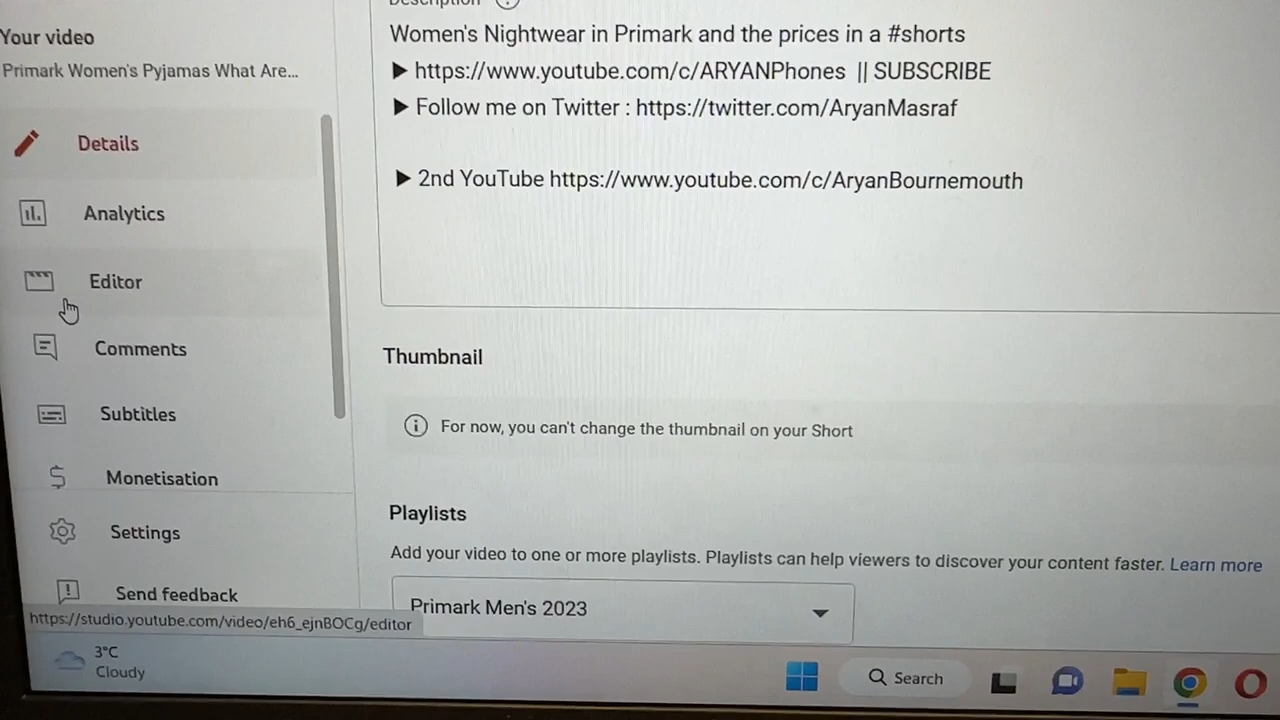 Description
Your video
Primark Women's Pyjamas What Are...
Details
Analytics
Editor
Comments
Subtitles
Monetisation
Settings
Send feedback
Women's Nightwear in Primark and the prices in a #shorts
▶ https://www.youtube.com/c/ARYANPhones || SUBSCRIBE
▶ Follow me on Twitter : https://twitter.com/AryanMasraf
▶ 2nd YouTube https://www.youtube.com/c/AryanBournemouth
Thumbnail
For now, you can't change the thumbnail on your Short
Playlists
Add your video to one or more playlists. Playlists can help viewers to discover your content faster. Learn more
Primark Men's 2023
https://studio.youtube.com/video/eh6_ejnBOCg/editor
3°C
Cloudy
Search